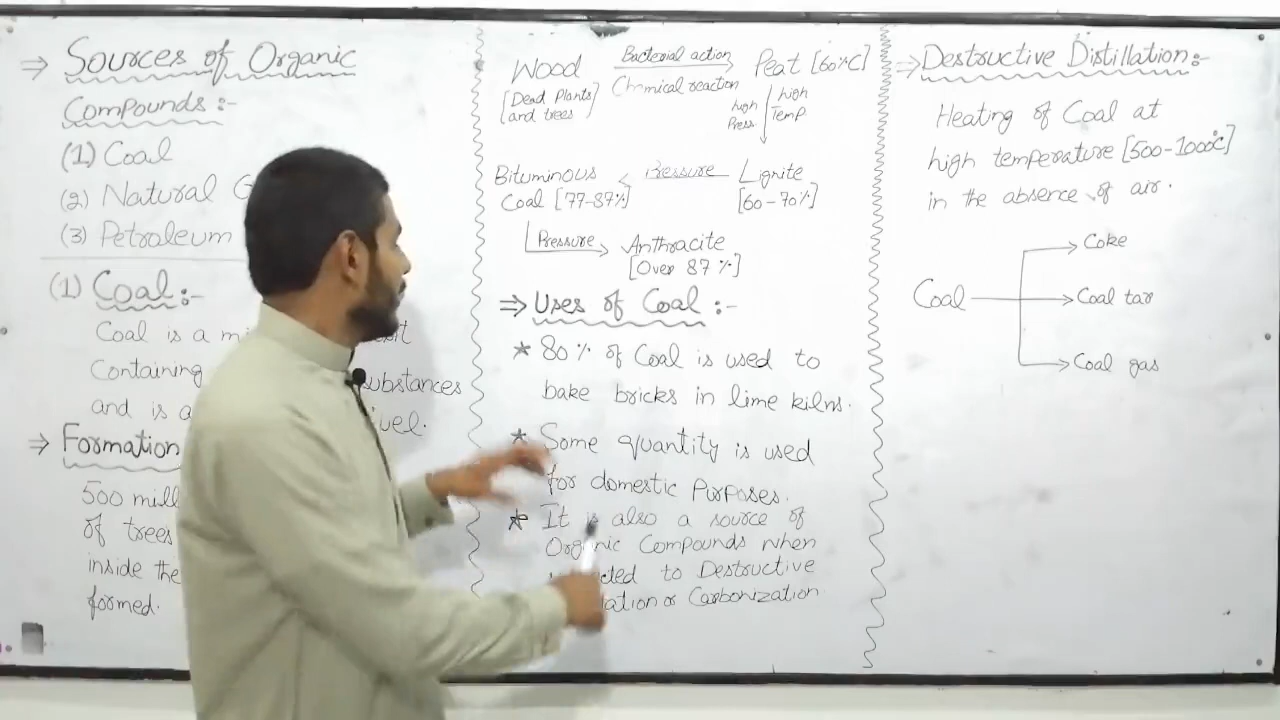 ⇒ Sources of Organic
Compounds:-
(1) Coal
(2) Natural
(3) Petraleum
(1) Coal:-
Coal is a
Containing substances
and is a
⇒ Formation
500
of trees
inside the
formed.
Wood Bacterial action Peat [60%C]
[Dead Plants Chemical reaction
and trees] high Press. high Temp
Bituminous Pressure Lignite
Coal [77-87%] [60-70%]
Pressure Anthracite
[Over 87%]
⇒ Uses of Coal:-
* 80% of Coal is used to
bake bricks in lime kilns.
* Some quantity is used
for domestic Purposes.
* It is also a source of
Organic Compounds when
to Destructive
or Carbonization
⇒ Destructive Distillation:-
Heating of Coal at
high temperature [500-1000°C]
in the absence of air.
Coke
Coal → Coal tar
Coal gas